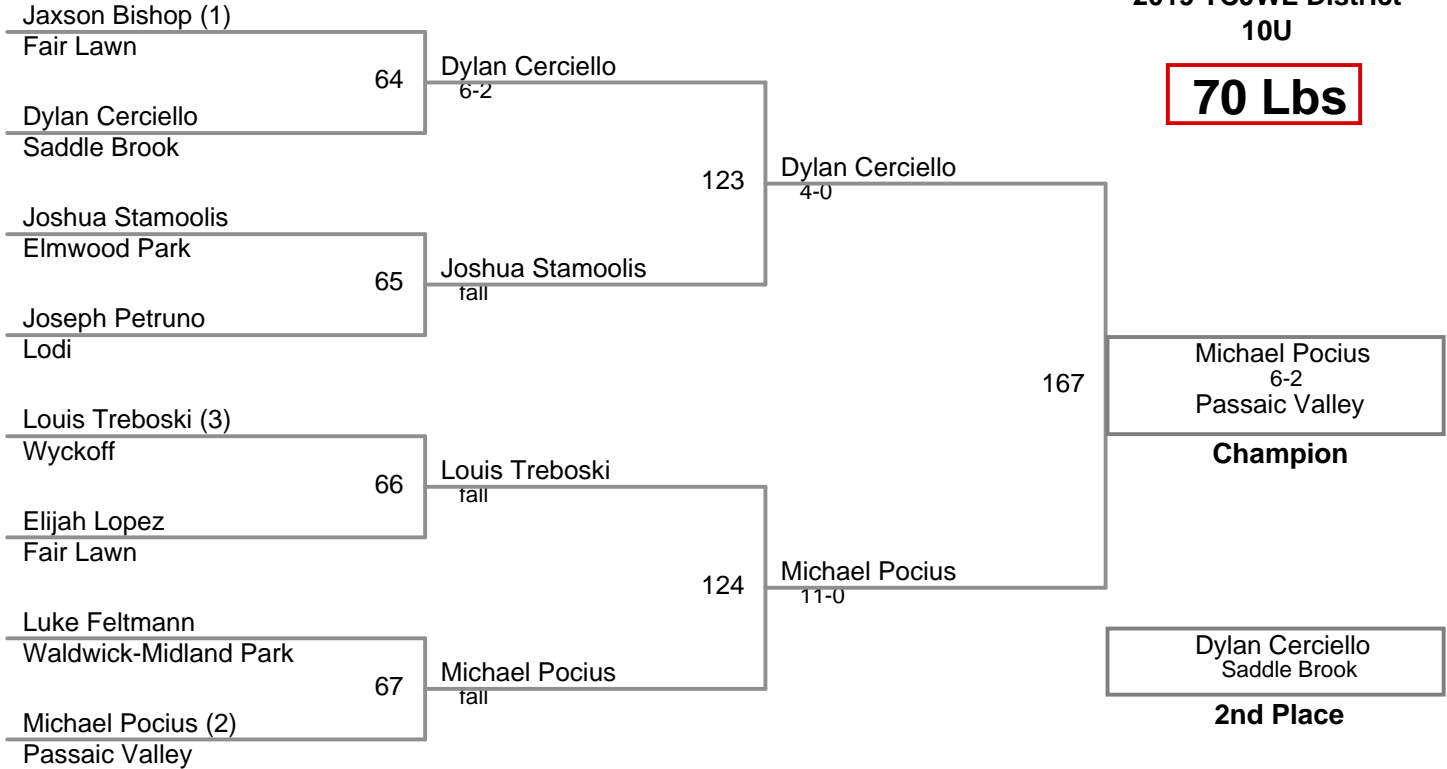 2019 TCJWL District
10U
70 Lbs
Jaxson Bishop (1)
Fair Lawn
64
Dylan Cerciello
6-2
Dylan Cerciello
Saddle Brook
123
Dylan Cerciello
4-0
Joshua Stamoolis
Elmwood Park
65
Joshua Stamoolis
fall
Joseph Petruno
Lodi
167
Michael Pocius
6-2
Passaic Valley
Champion
Louis Treboski (3)
Wyckoff
66
Louis Treboski
fall
Elijah Lopez
Fair Lawn
124
Michael Pocius
11-0
Luke Feltmann
Waldwick-Midland Park
67
Michael Pocius
fall
Michael Pocius (2)
Passaic Valley
Dylan Cerciello
Saddle Brook
2nd Place